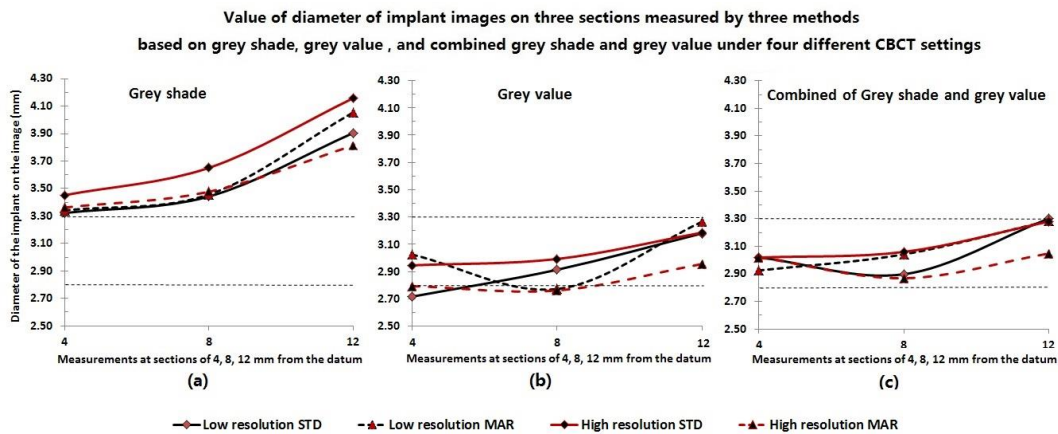 Value of diameter of implant images on three sections measured by three methods
based on grey shade, grey value , and combined grey shade and grey value under four different CBCT settings
Diameter of the implant on the image (mm)
4.30
4.10
3.90
3.70
3.50
3.30
3.10
2.90
2.70
2.50
Grey shade
4 8 12
Measurements at sections of 4, 8, 12 mm from the datum
(a)
4.30
4.10
3.90
3.70
3.50
3.30
3.10
2.90
2.70
2.50
Grey value
4 8 12
Measurements at sections of 4, 8, 12 mm from the datum
(b)
4.30
4.10
3.90
3.70
3.50
3.30
3.10
2.90
2.70
2.50
Combined of Grey shade and grey value
4 8 12
Measurements at sections of 4, 8, 12 mm from the datum
(c)
Low resolution STD Low resolution MAR High resolution STD High resolution MAR